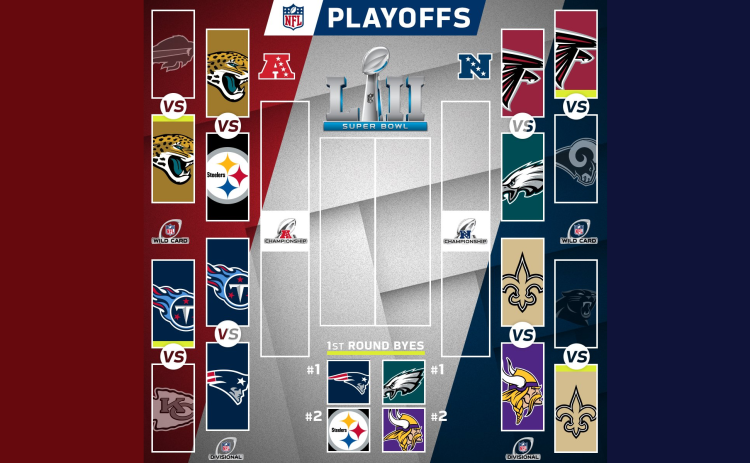 NFL
PLAYOFFS
A
N
LII
SUPER BOWL
VS
VS
VS
VS
Steelers
A
CHAMPIONSHIP
N
CHAMPIONSHIP
WILD CARD
WILD CARD
VS
VS
VS
VS
1ST ROUND BYES
#1
#1
#2
Steelers
#2
KC
DIVISIONAL
DIVISIONAL